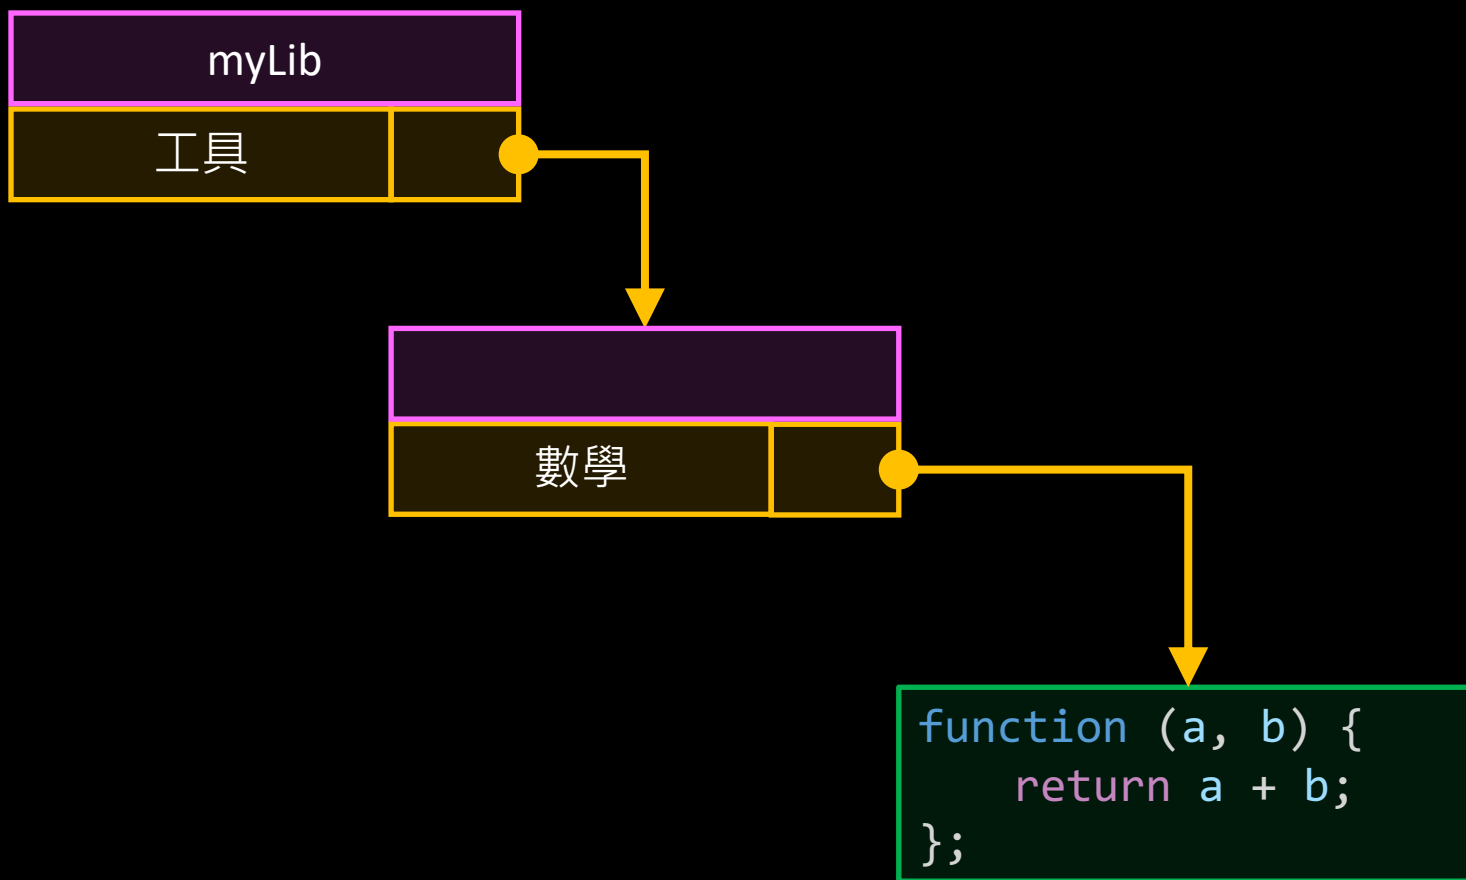 myLib
工具
數學
function (a, b) {
    return a + b;
};